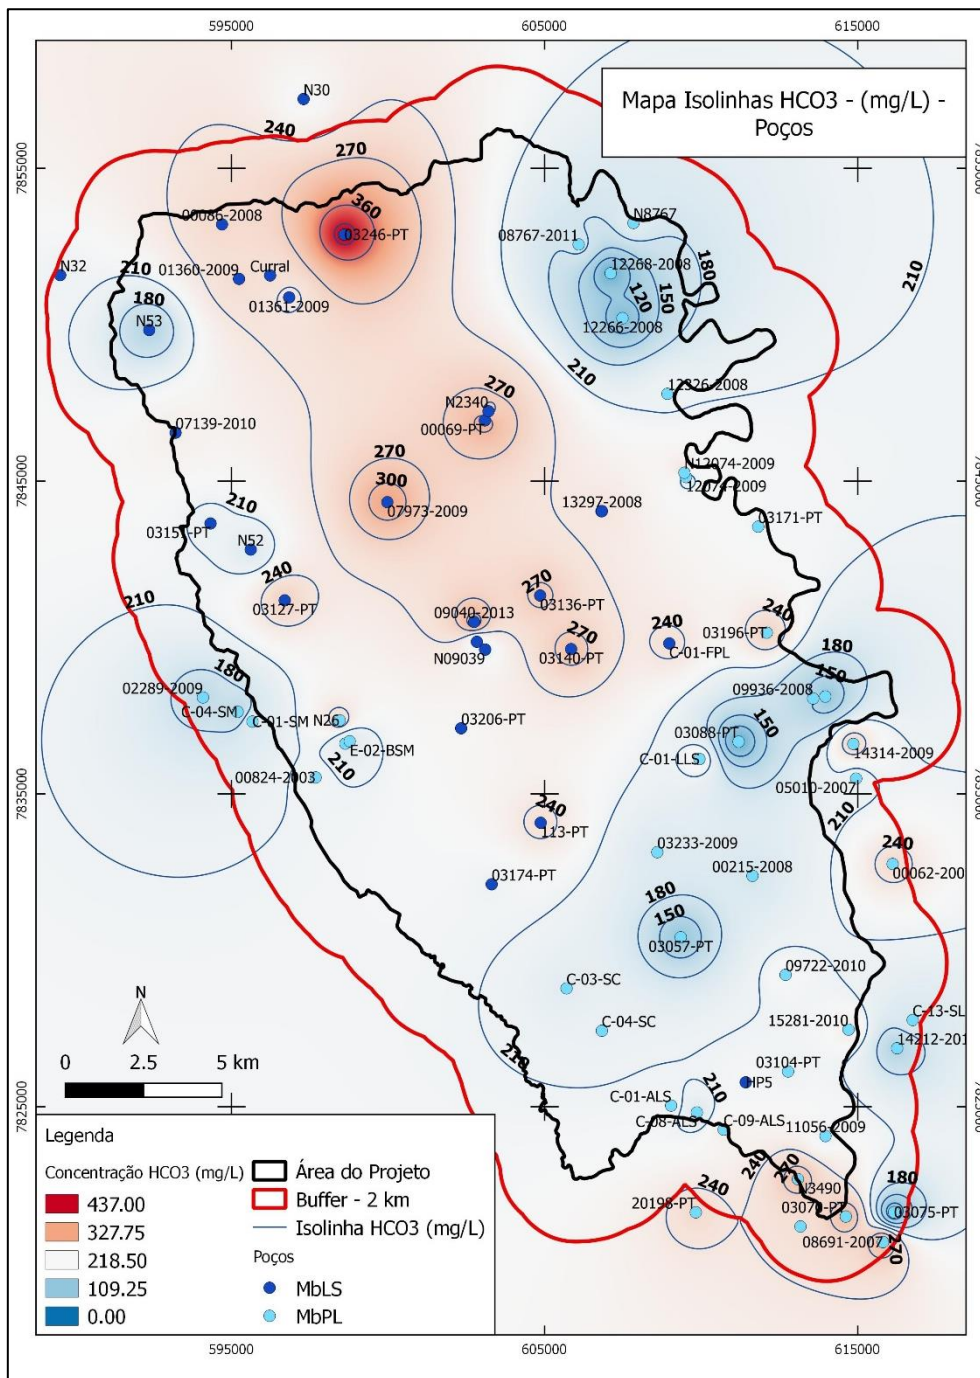 595000
605000
615000
Mapa Isolinhas HCO3 - (mg/L) -
Poços
N30
240
270
7855000
7855000
360
00086-2008
03246-PT
N8767
08767-2011
N32
210
01360-2009
Curral
12268-2008
180
210
180
01361-2009
120
150
N53
12266-2008
210
12326-2008
270
N2340
00069-PT
07139-2010
270
300
07973-2009
N12074-2009
12074-2009
7845000
7845000
210
13297-2008
03171-PT
N52
240
03127-PT
270
03136-PT
210
09040-2013
240
240
03196-PT
N09039
270
03140-PT
C-01-FPL
180
180
150
02289-2009
09936-2008
C-04-SM
C-01-SM
N26
03206-PT
03088-PT
150
E-02-BSM
14314-2009
210
C-01-LLS
00824-2003
05010-2007
7835000
7835000
240
113-PT
210
03233-2009
240
00215-2008
03174-PT
180
150
03057-PT
09722-2010
C-03-SC
C-13-SL
C-04-SC
15281-2010
210
03104-PT
HP5
N
0 2.5 5 km
7825000
7825000
C-01-ALS
210
C-08-ALS
C-09-ALS
11056-2009
240
270
N3490
180
240
20198-PT
03075-PT
08691-2007
270
Legenda
Concentração HCO3 (mg/L)
437.00
327.75
218.50
109.25
0.00
Área do Projeto
Buffer - 2 km
Isolinha HCO3 (mg/L)
Poços
MbLS
MbPL
595000
605000
615000